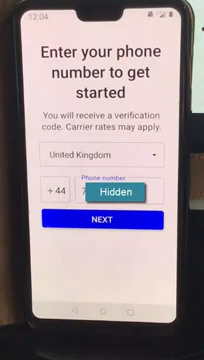 12:04
Enter your phone
number to get
started
You will receive a verification
code. Carrier rates may apply.
United Kingdom
Phone number
+ 44
7
Hidden
NEXT